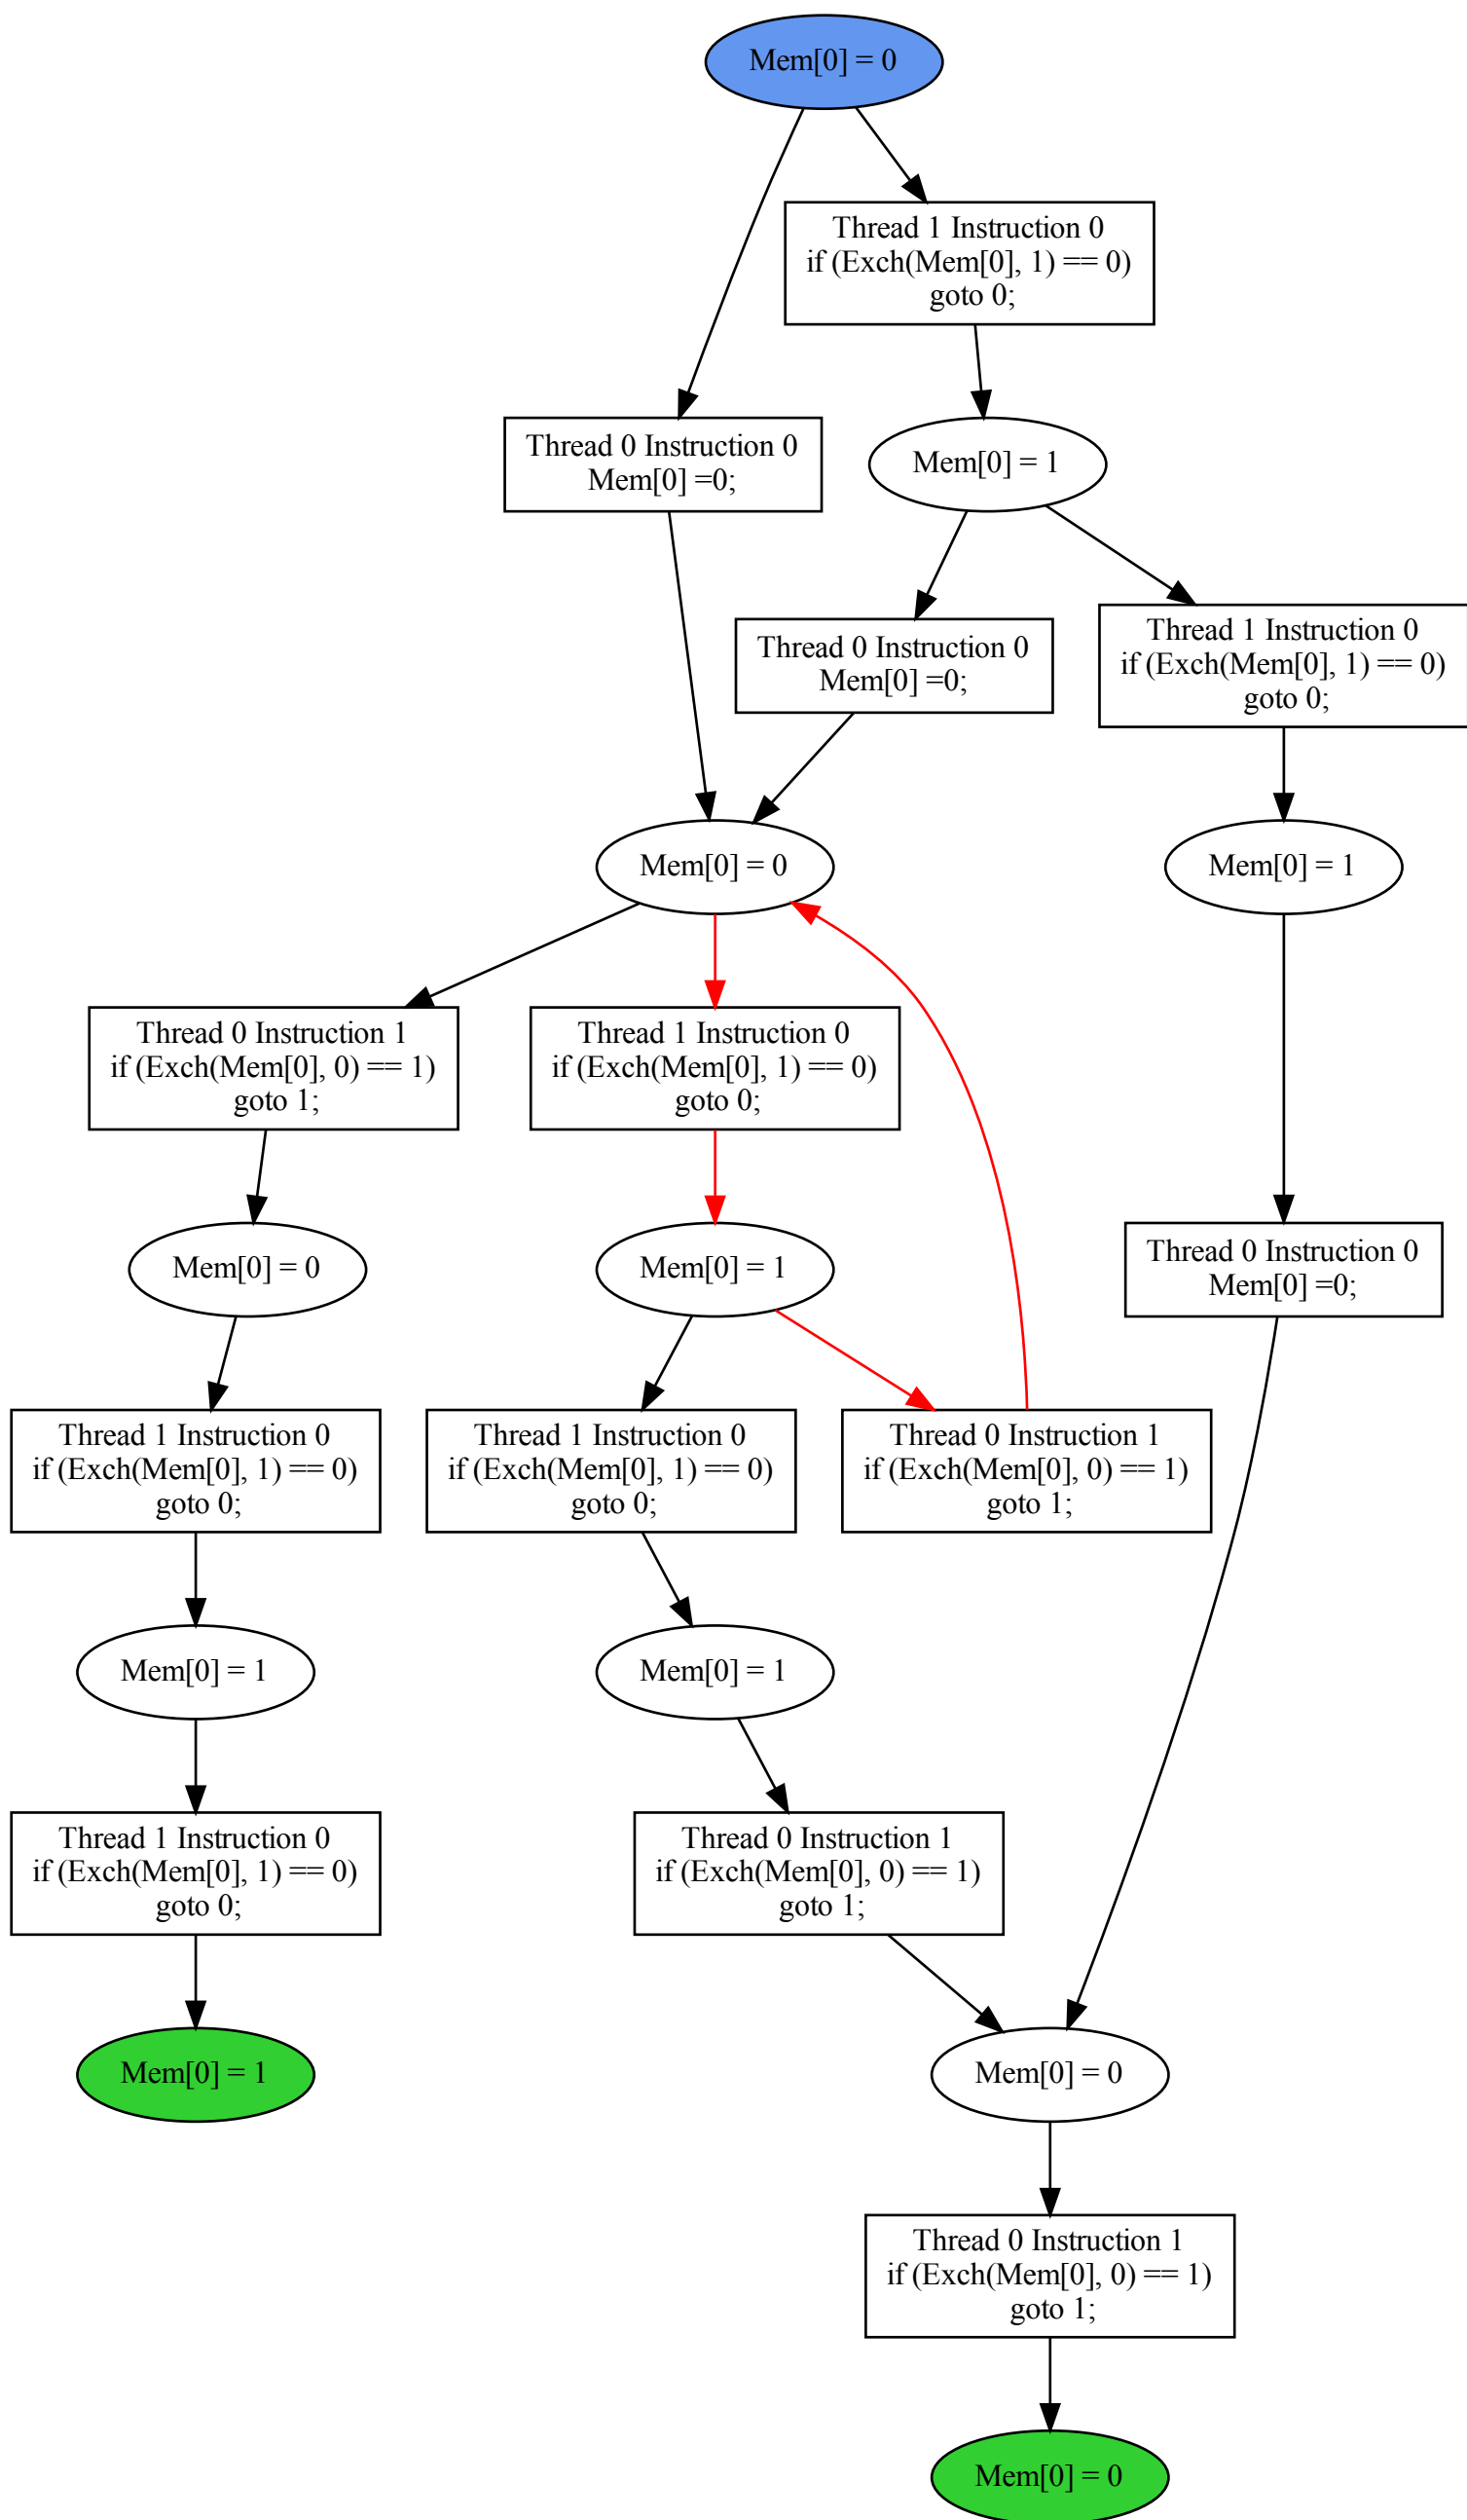 Mem[0] = 0
Thread 1 Instruction 0
if (Exch(Mem[0], 1) == 0)
goto 0;
Thread 0 Instruction 0
Mem[0] =0;
Mem[0] = 1
Thread 0 Instruction 0
Mem[0] =0;
Thread 1 Instruction 0
if (Exch(Mem[0], 1) == 0)
goto 0;
Mem[0] = 0
Mem[0] = 1
Thread 0 Instruction 1
if (Exch(Mem[0], 0) == 1)
goto 1;
Thread 1 Instruction 0
if (Exch(Mem[0], 1) == 0)
goto 0;
Mem[0] = 0
Mem[0] = 1
Thread 0 Instruction 0
Mem[0] =0;
Thread 1 Instruction 0
if (Exch(Mem[0], 1) == 0)
goto 0;
Thread 1 Instruction 0
if (Exch(Mem[0], 1) == 0)
goto 0;
Thread 0 Instruction 1
if (Exch(Mem[0], 0) == 1)
goto 1;
Mem[0] = 1
Mem[0] = 1
Thread 1 Instruction 0
if (Exch(Mem[0], 1) == 0)
goto 0;
Thread 0 Instruction 1
if (Exch(Mem[0], 0) == 1)
goto 1;
Mem[0] = 1
Mem[0] = 0
Thread 0 Instruction 1
if (Exch(Mem[0], 0) == 1)
goto 1;
Mem[0] = 0